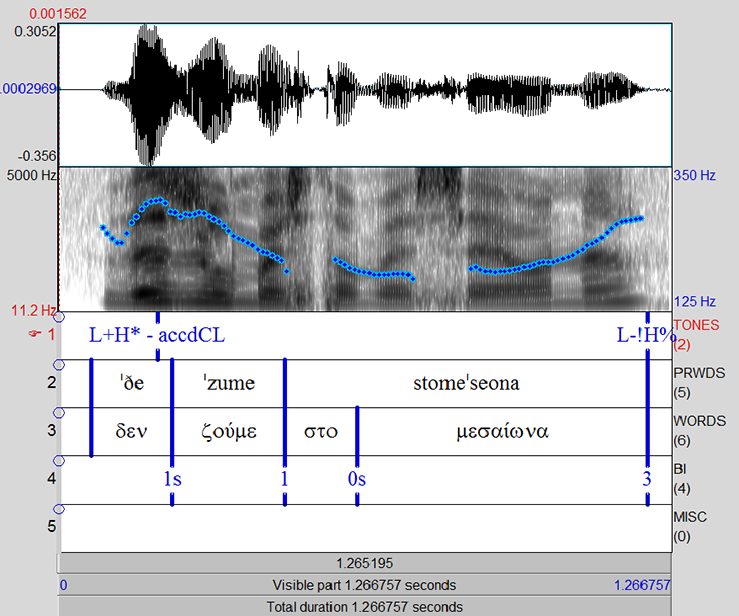 0.001562
0.3052
0.0002969
-0.356
5000 Hz 350 Hz
11.2 Hz 125 Hz
☞ 1 L+H* - accdCL L-!H% TONES (2)
2 ˈðe ˈzume stomeˈseona PRWDS (5)
3 δεν ζούμε στο μεσαίωνα WORDS (6)
4 1s 1 0s 3 BI (4)
5 MISC (0)
1.265195
0 Visible part 1.266757 seconds 1.266757
Total duration 1.266757 seconds